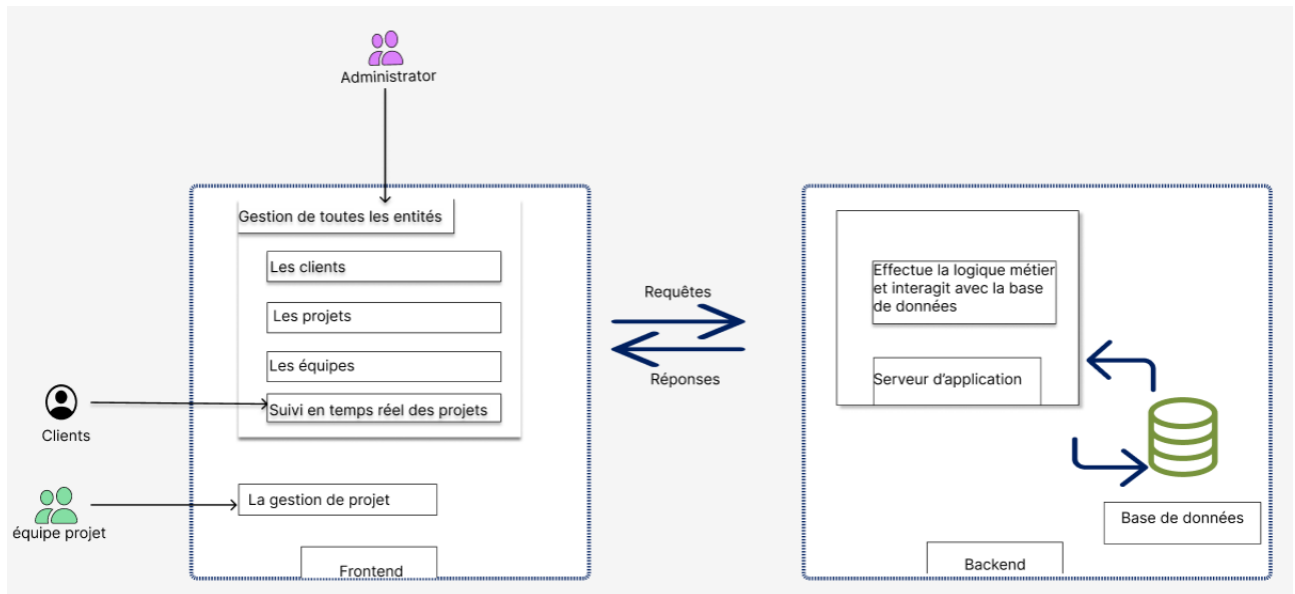 Administrator
Gestion de toutes les entités
Les clients
Les projets
Les équipes
Suivi en temps réel des projets
Clients
La gestion de projet
équipe projet
Frontend
Requêtes
Réponses
Effectue la logique métier
et interagit avec la base
de données
Serveur d’application
Base de données
Backend